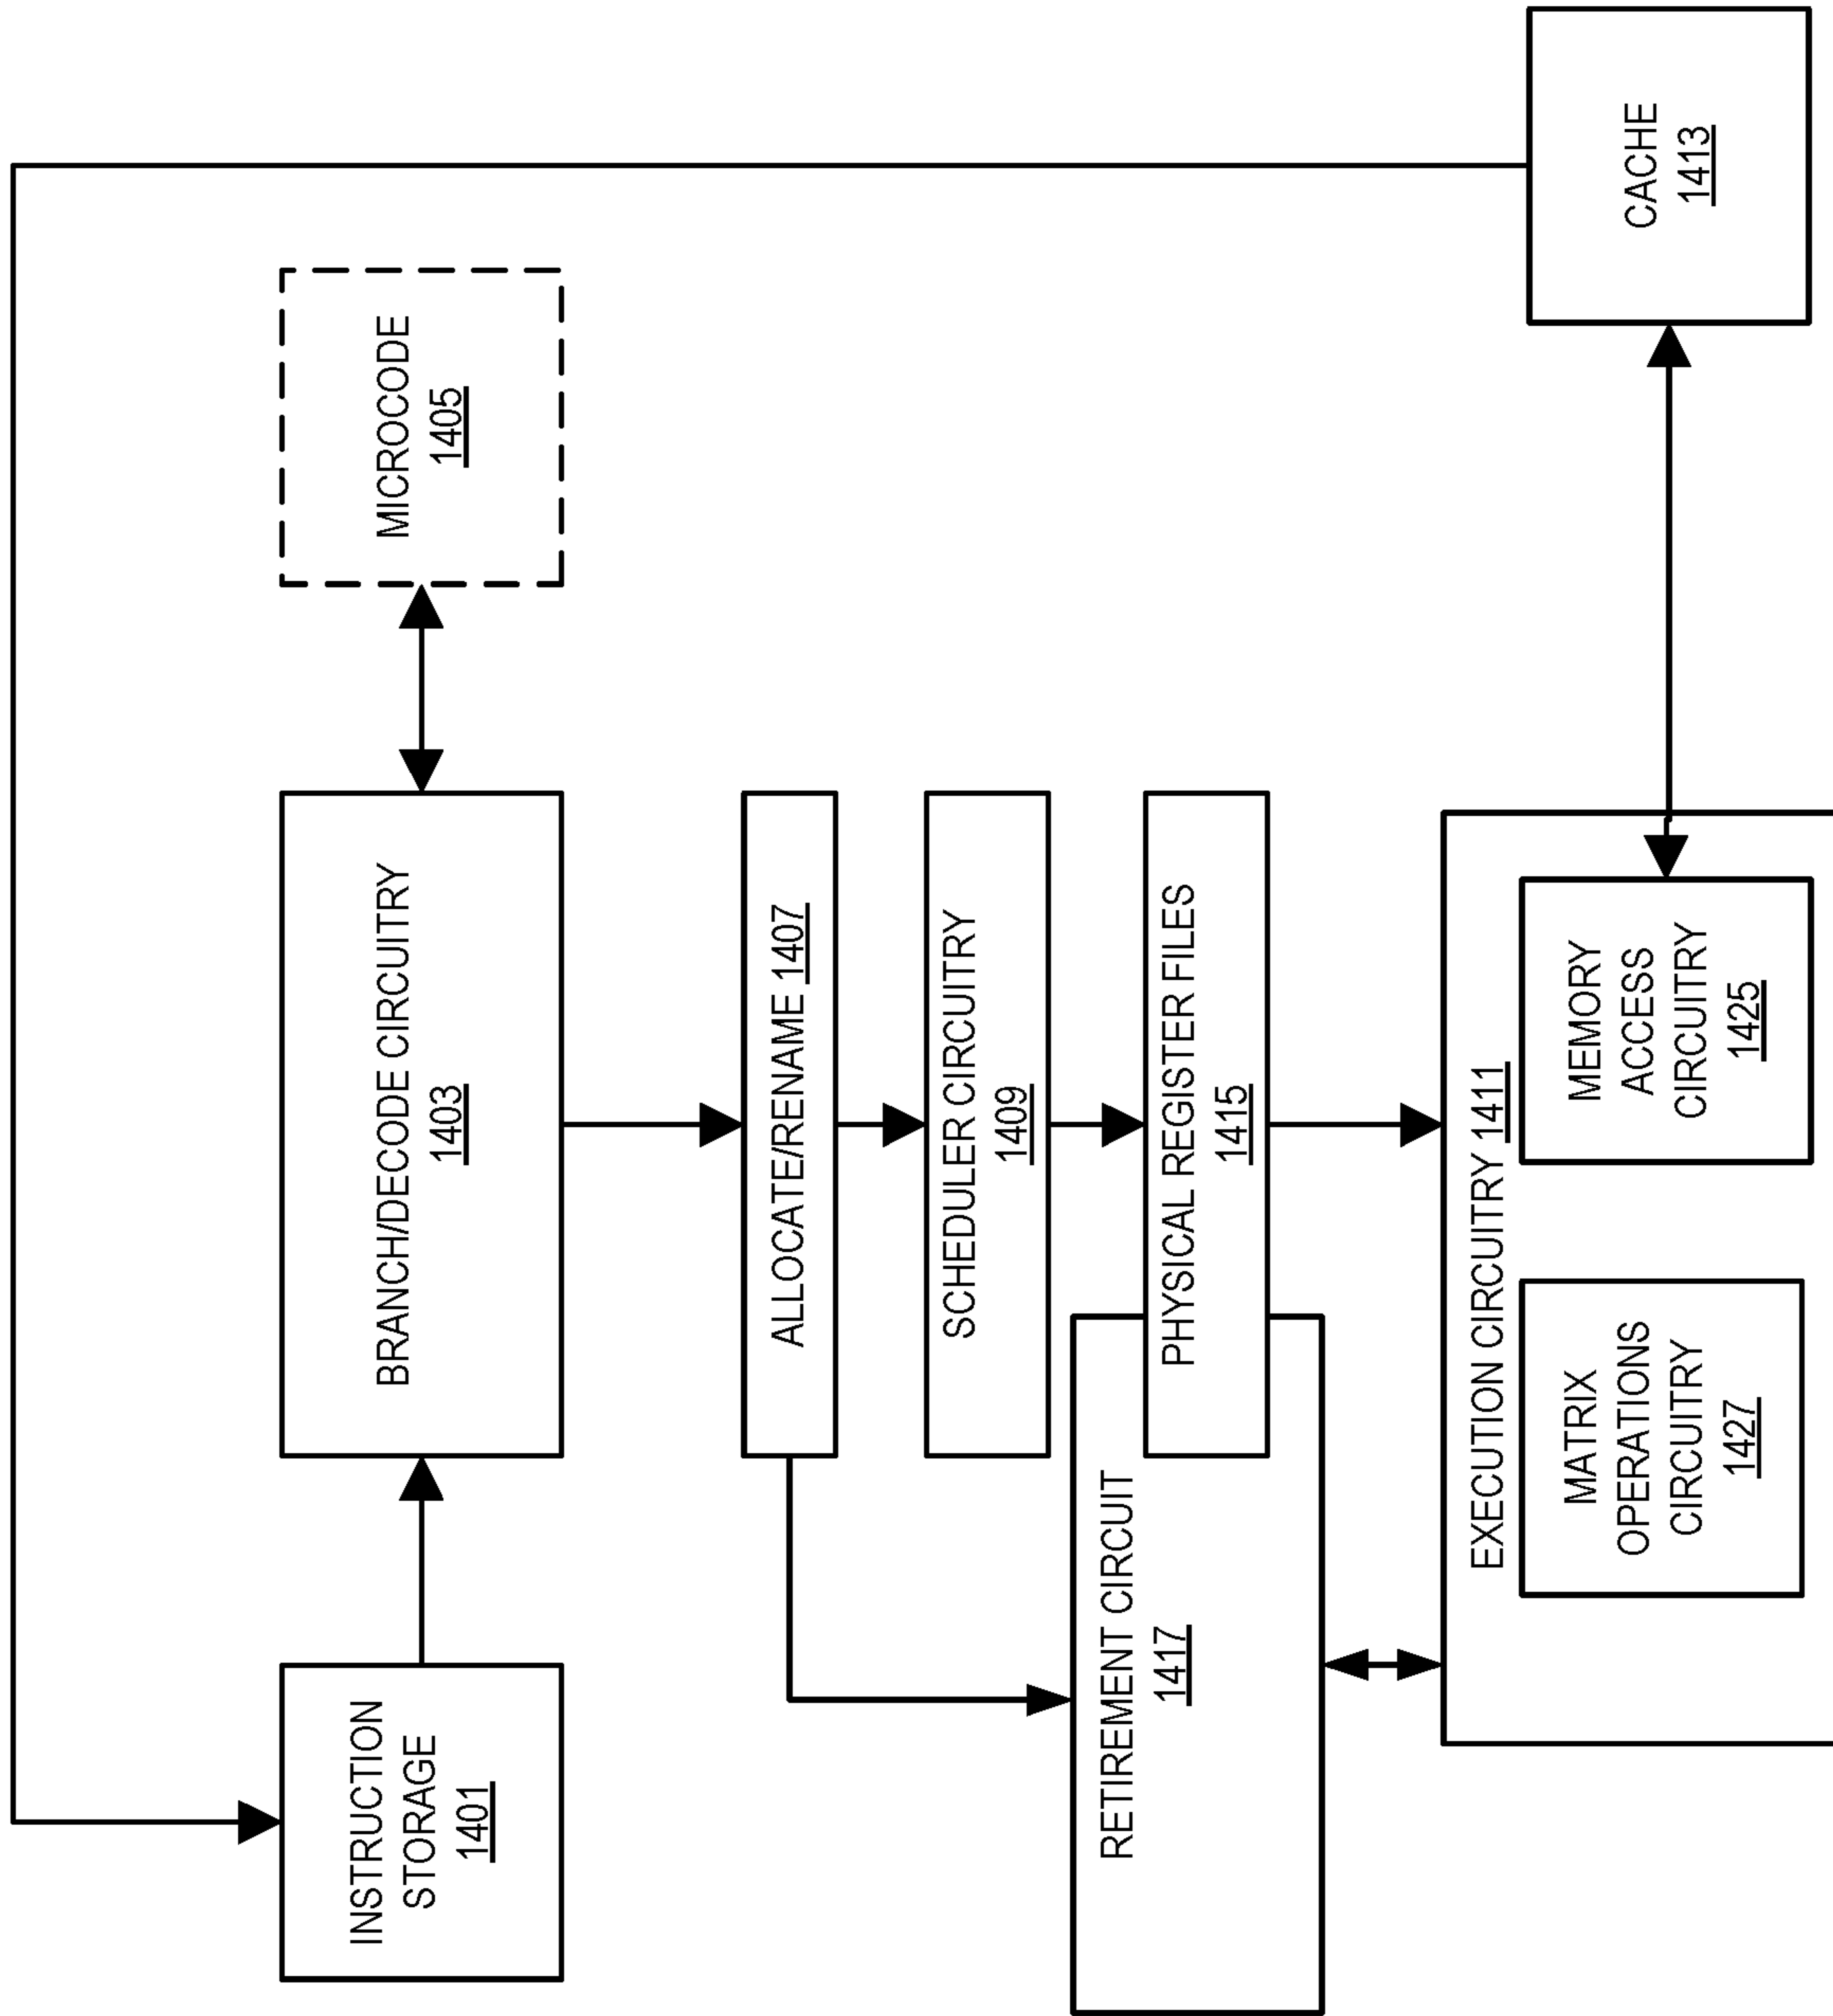 INSTRUCTION
STORAGE
1401
BRANCH/DECODE CIRCUITRY
1403
MICROCODE
1405
ALLOCATE/RENAME 1407
SCHEDULER CIRCUITRY
1409
RETIREMENT CIRCUIT
1417
PHYSICAL REGISTER FILES
1415
EXECUTION CIRCUITRY 1411
MATRIX
OPERATIONS
CIRCUITRY
1427
MEMORY
ACCESS
CIRCUITRY
1425
CACHE
1413